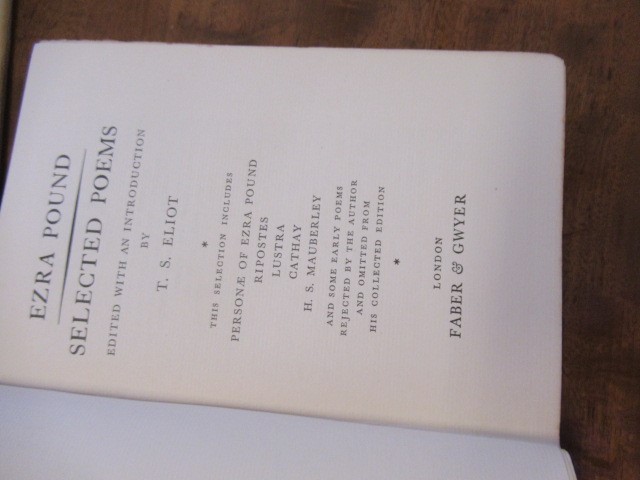 EZRA POUND
SELECTED POEMS
EDITED WITH AN INTRODUCTION
BY
T. S. ELIOT
*
THIS SELECTION INCLUDES
PERSONÆ OF EZRA POUND
RIPOSTES
LUSTRA
CATHAY
H. S. MAUBERLEY
AND SOME EARLY POEMS
REJECTED BY THE AUTHOR
AND OMITTED FROM
HIS COLLECTED EDITION
*
LONDON
FABER & GWYER